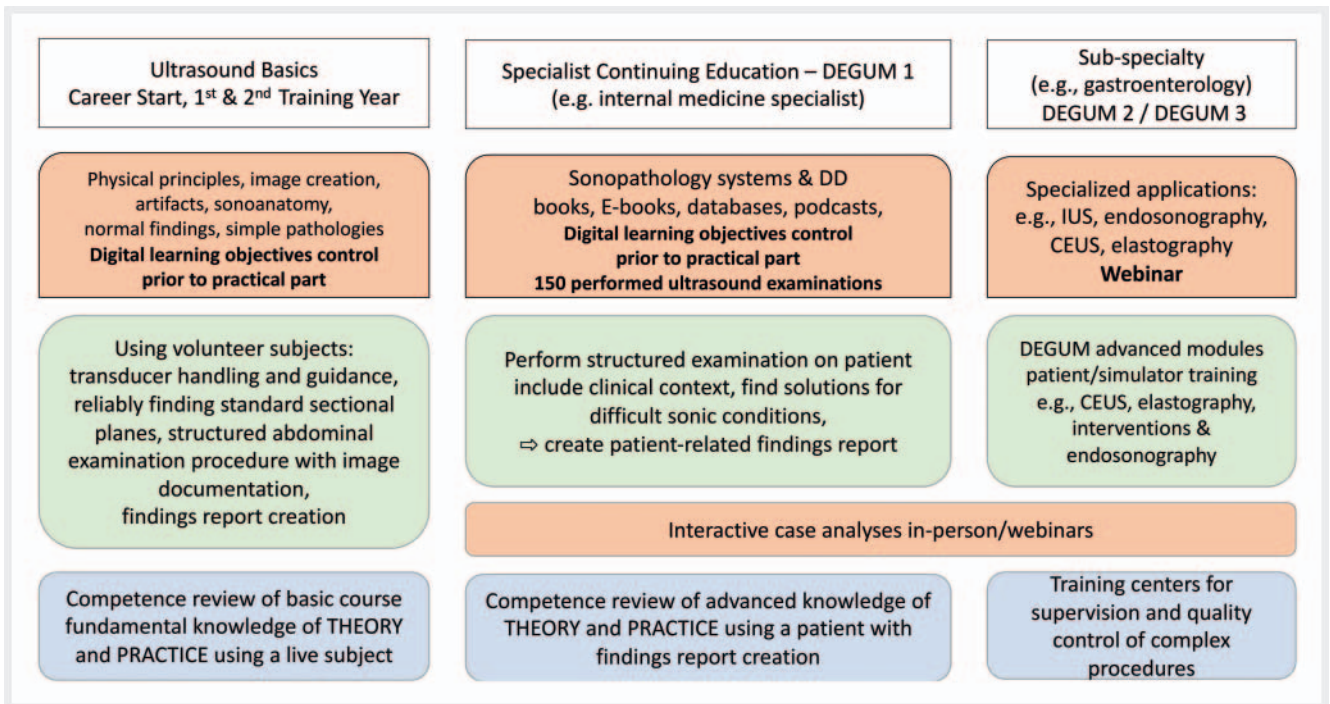 Ultrasound Basics
Career Start, 1st & 2nd Training Year
Physical principles, image creation,
artifacts, sonoanatomy,
normal findings, simple pathologies
Digital learning objectives control
prior to practical part
Using volunteer subjects:
transducer handling and guidance,
reliably finding standard sectional
planes, structured abdominal
examination procedure with image
documentation,
findings report creation
Competence review of basic course
fundamental knowledge of THEORY
and PRACTICE using a live subject
Specialist Continuing Education – DEGUM 1
(e.g. internal medicine specialist)
Sonopathology systems & DD
books, E-books, databases, podcasts,
Digital learning objectives control
prior to practical part
150 performed ultrasound examinations
Perform structured examination on patient
include clinical context, find solutions for
difficult sonic conditions,
⇨ create patient-related findings report
Interactive case analyses in-person/webinars
Competence review of advanced knowledge of
THEORY and PRACTICE using a patient with
findings report creation
Sub-specialty
(e.g., gastroenterology)
DEGUM 2 / DEGUM 3
Specialized applications:
e.g., IUS, endosonography,
CEUS, elastography
Webinar
DEGUM advanced modules
patient/simulator training
e.g., CEUS, elastography,
interventions &
endosonography
Training centers for
supervision and quality
control of complex
procedures